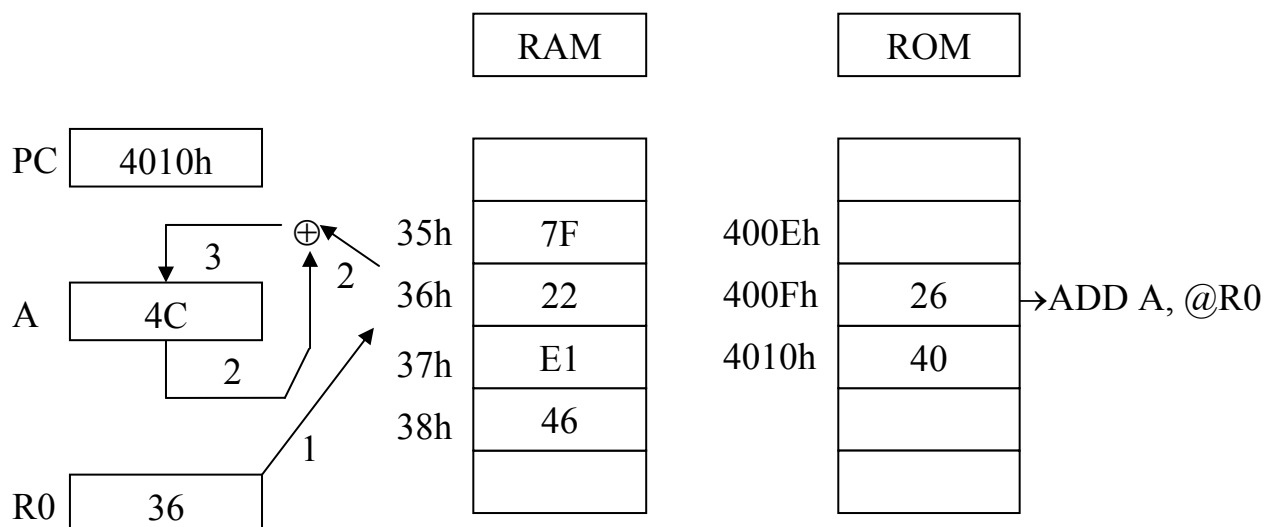 RAM ROM
PC 4010h
35h 7F 400Eh
3 2
36h 22 400Fh 26 →ADD A, @R0
A 4C
37h E1 4010h 40
2
38h 46
1
R0 36